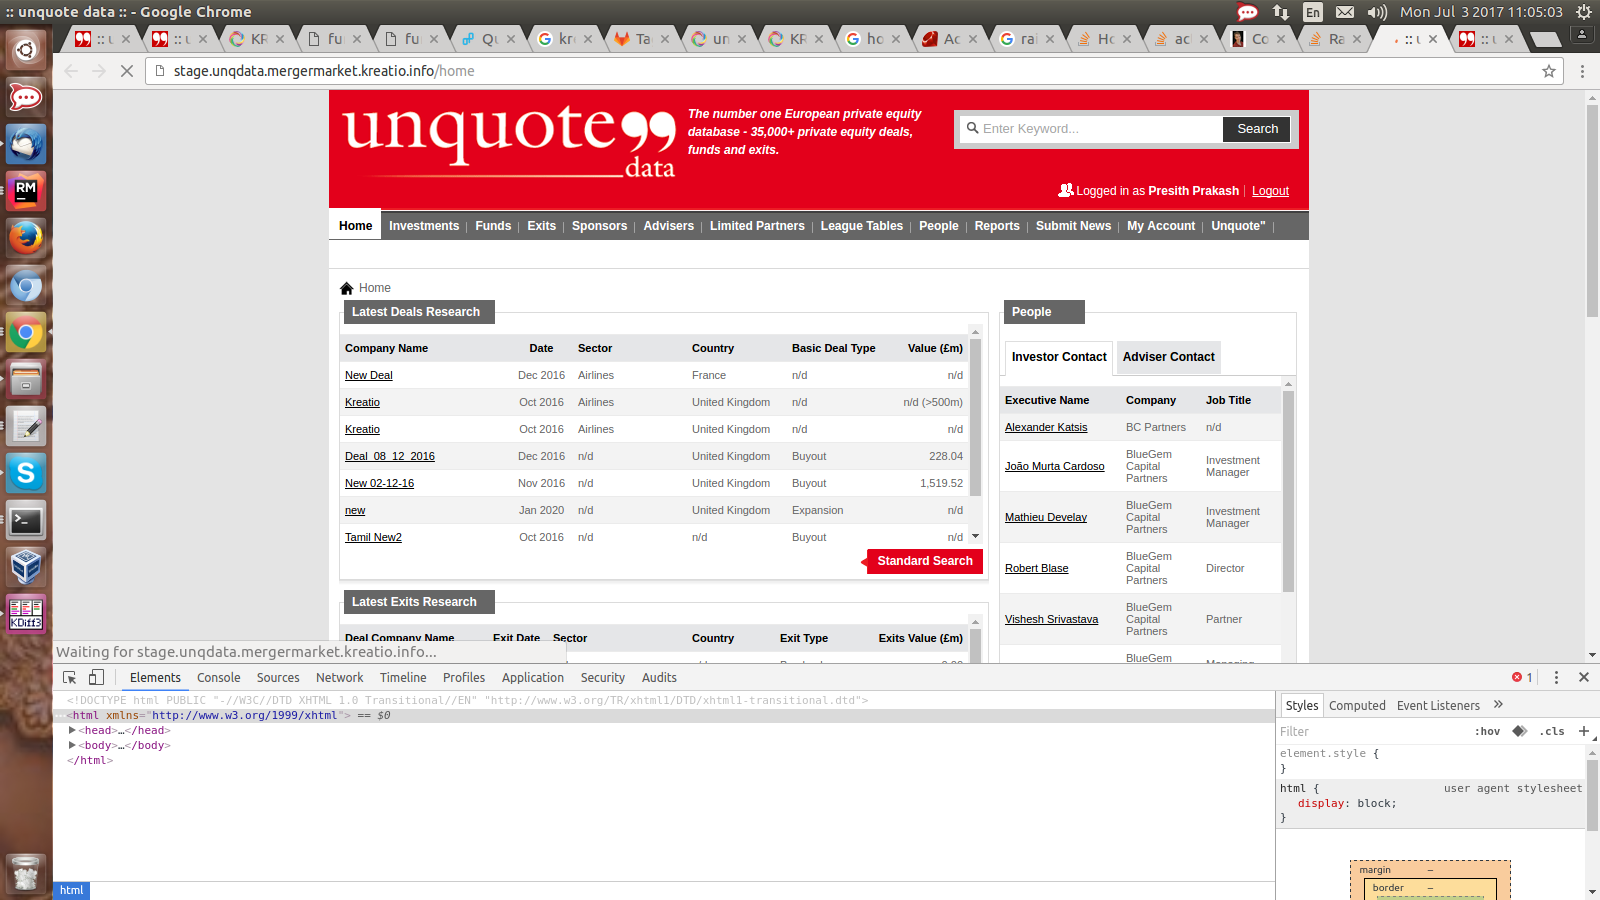 :: unquote data :: - Google Chrome
En
Mon Jul 3 2017 11:05:03
:: u
:: u
KR
fu
fu
Qu
kr
Ta
un
KR
ho
Ac
rai
Ho
act
Co
Ra
:: u
:: u
stage.unqdata.mergermarket.kreatio.info/home
unquote
data
The number one European private equity
database - 35,000+ private equity deals,
funds and exits.
Enter Keyword...
Search
Logged in as Presith Prakash | Logout
Home Investments | Funds | Exits | Sponsors | Advisers | Limited Partners | League Tables | People | Reports | Submit News | My Account | Unquote" |
Home
Latest Deals Research
Company Name Date Sector Country Basic Deal Type Value (£m)
New Deal Dec 2016 Airlines France n/d n/d
Kreatio Oct 2016 Airlines United Kingdom n/d n/d (>500m)
Kreatio Oct 2016 Airlines United Kingdom n/d n/d
Deal_08_12_2016 Dec 2016 n/d United Kingdom Buyout 228.04
New 02-12-16 Nov 2016 n/d United Kingdom Buyout 1,519.52
new Jan 2020 n/d United Kingdom Expansion n/d
Tamil New2 Oct 2016 n/d n/d Buyout n/d
Standard Search
Latest Exits Research
Deal Company Name Exit Date Sector Country Exit Type Exits Value (£m)
People
Investor Contact
Adviser Contact
Executive Name Company Job Title
Alexander Katsis BC Partners n/d
João Murta Cardoso BlueGem Capital Partners Investment Manager
Mathieu Develay BlueGem Capital Partners Investment Manager
Robert Blase BlueGem Capital Partners Director
Vishesh Srivastava BlueGem Capital Partners Partner
BlueGem
RM
KDiff3
Waiting for stage.unqdata.mergermarket.kreatio.info...
Elements Console Sources Network Timeline Profiles Application Security Audits
1
<!DOCTYPE html PUBLIC "-//W3C//DTD XHTML 1.0 Transitional//EN" "http://www.w3.org/TR/xhtml1/DTD/xhtml1-transitional.dtd">
…<html xmlns="http://www.w3.org/1999/xhtml"> == $0
<head>…</head>
<body>…</body>
</html>
html
Styles Computed Event Listeners »
Filter
:hov
.cls
+
element.style {
}
html {
user agent stylesheet
display: block;
}
margin –
border –